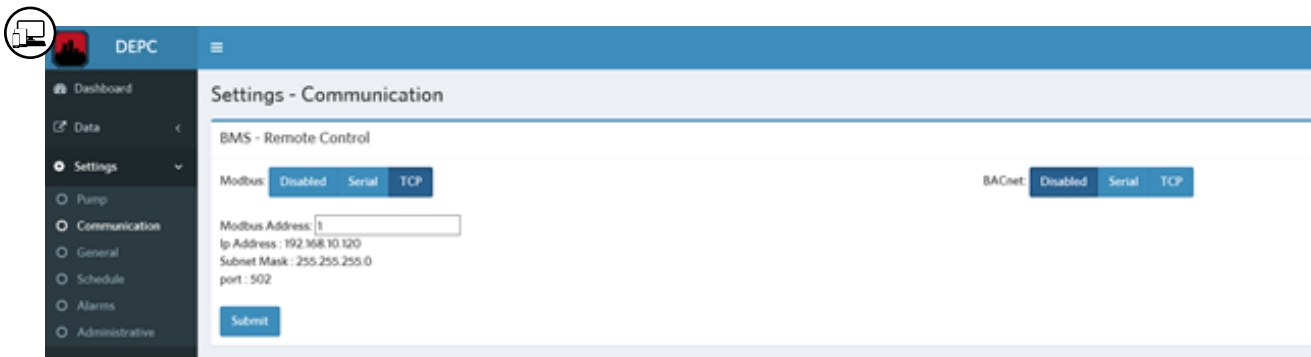 DEPC
Dashboard
Data
Settings
Pump
Communication
General
Schedule
Alarms
Administrative
Settings - Communication
BMS - Remote Control
Modbus: Disabled Serial TCP
BACnet: Disabled Serial TCP
Modbus Address: 1
Ip Address : 192.168.10.120
Subnet Mask : 255.255.255.0
port : 502
Submit